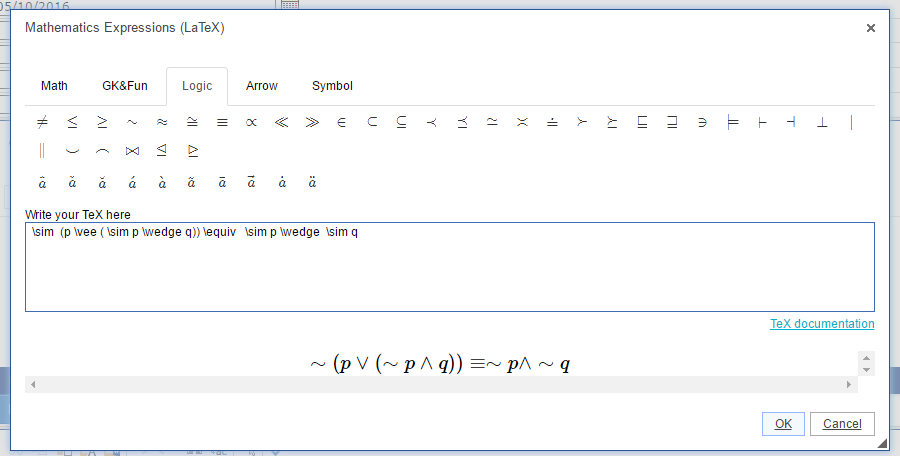 05/10/2016
Mathematics Expressions (LaTeX)
Math GK&Fun Logic Arrow Symbol
≠ ≤ ≥ ∼ ≈ ≅ ≡ ∝ ≪ ≫ ∈ ⊂ ⊆ ≺ ⪯ ≃ ≍ ≐ ≻ ⪰ ⊑ ⊒ ∋ ⊨ ⊢ ⊣ ⊥ ∣
∥ ⌣ ⌢ ⋈ ⊴ ⊵
â ǎ ă á à ã ā a⃗ ȧ ä
Write your TeX here
\sim (p \vee ( \sim p \wedge q)) \equiv \sim p \wedge \sim q
TeX documentation
∼ (p ∨ (∼ p ∧ q)) ≡∼ p∧ ∼ q
OK Cancel